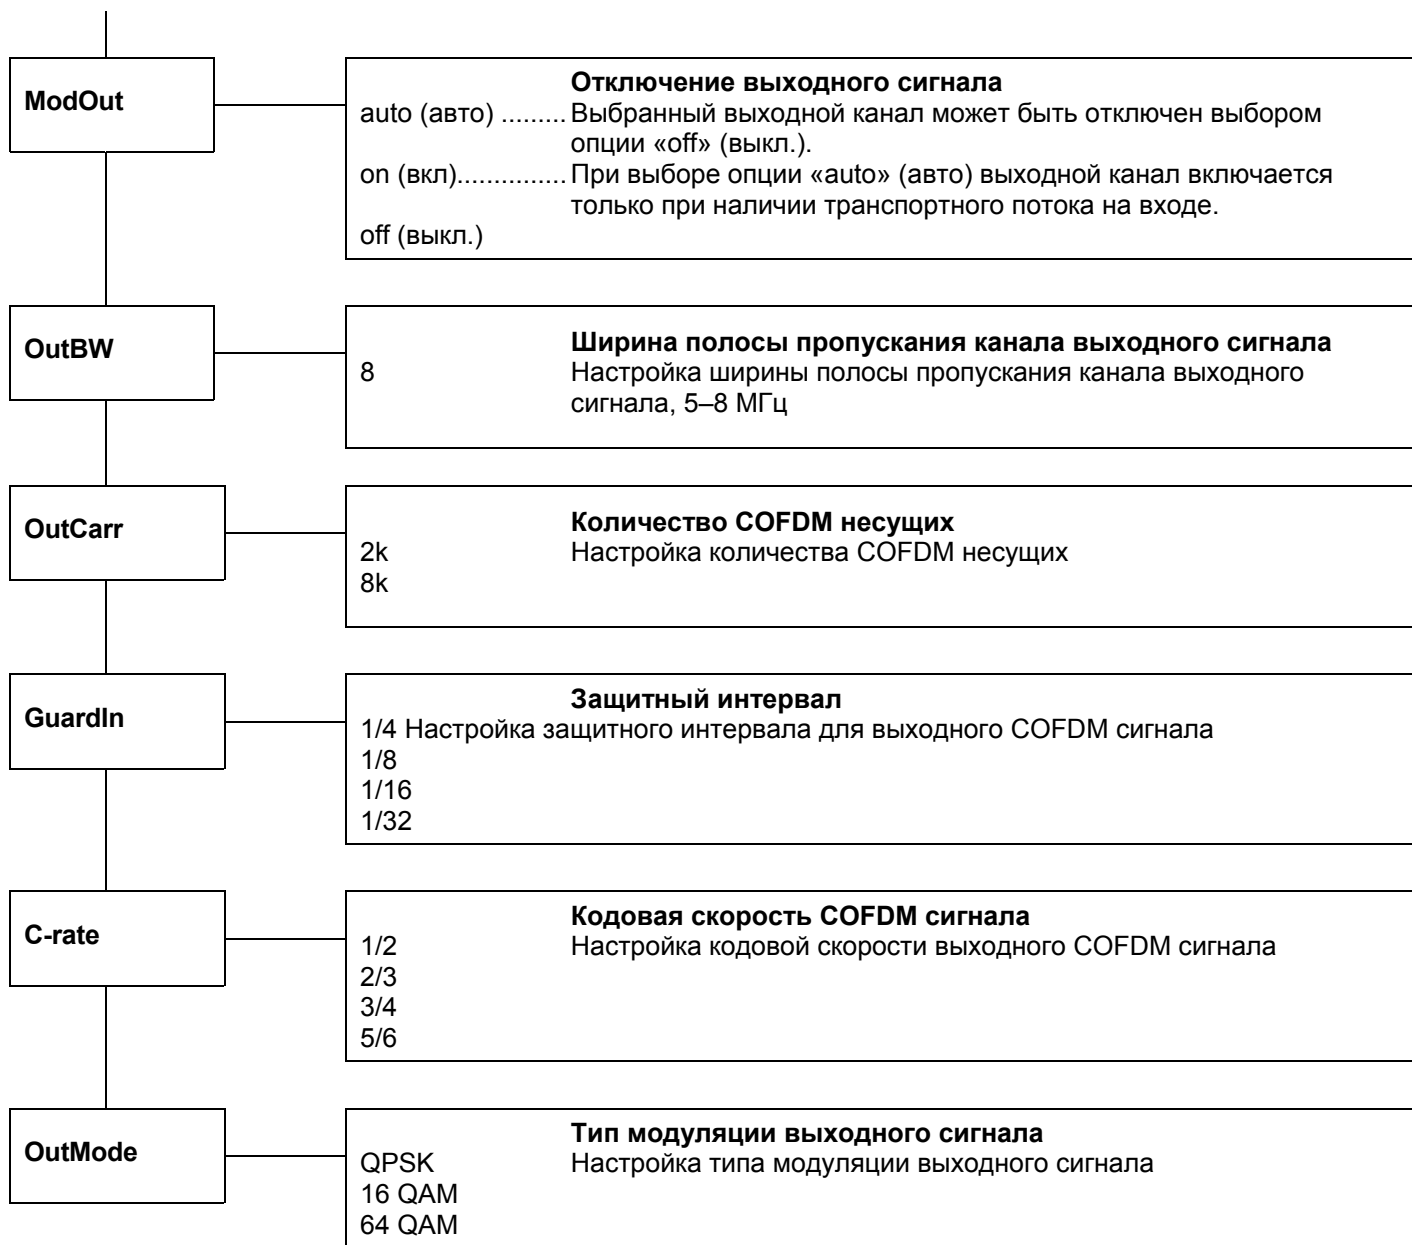 ModOut
Отключение выходного сигнала
auto (авто) ......... Выбранный выходной канал может быть отключен выбором
опции «off» (выкл.).
on (вкл)............... При выборе опции «auto» (авто) выходной канал включается
только при наличии транспортного потока на входе.
off (выкл.)
OutBW
Ширина полосы пропускания канала выходного сигнала
8 Настройка ширины полосы пропускания канала выходного
сигнала, 5–8 МГц
OutCarr
Количество COFDM несущих
2k Настройка количества COFDM несущих
8k
GuardIn
Защитный интервал
1/4 Настройка защитного интервала для выходного COFDM сигнала
1/8
1/16
1/32
C-rate
Кодовая скорость COFDM сигнала
1/2 Настройка кодовой скорости выходного COFDM сигнала
2/3
3/4
5/6
OutMode
Тип модуляции выходного сигнала
QPSK Настройка типа модуляции выходного сигнала
16 QAM
64 QAM